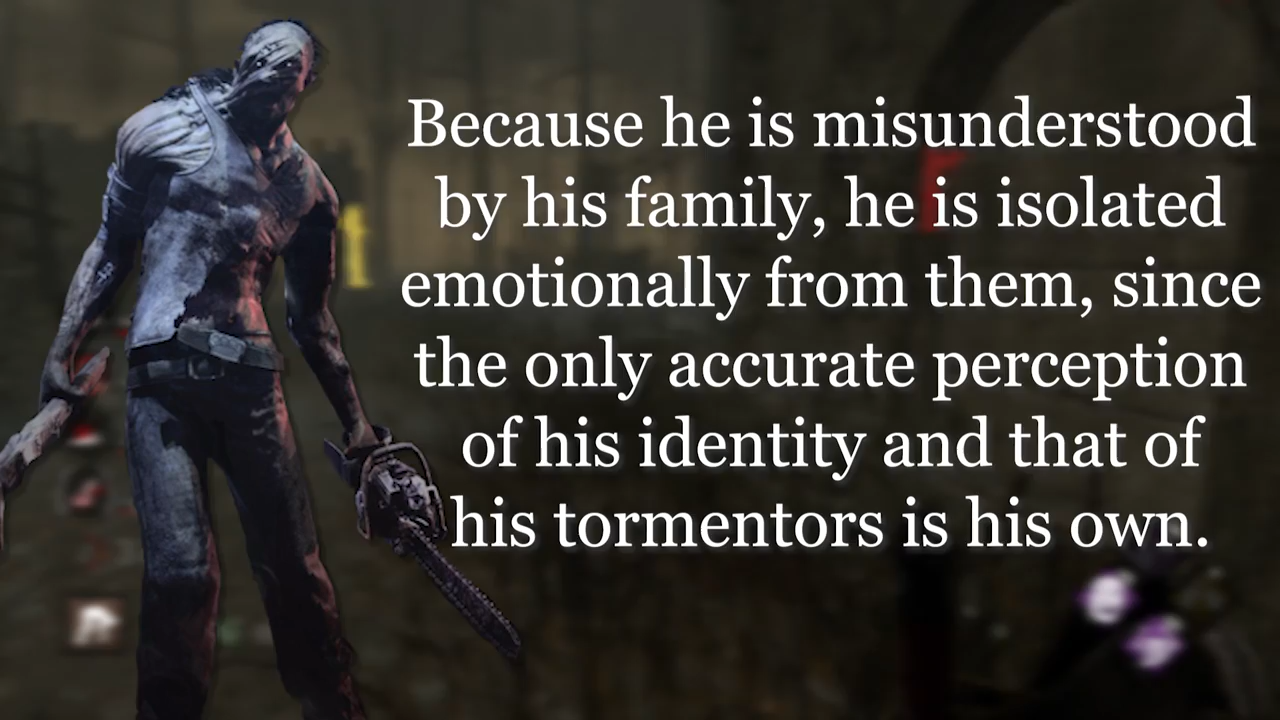 Because he is misunderstood
by his family, he is isolated
emotionally from them, since
the only accurate perception
of his identity and that of
his tormentors is his own.